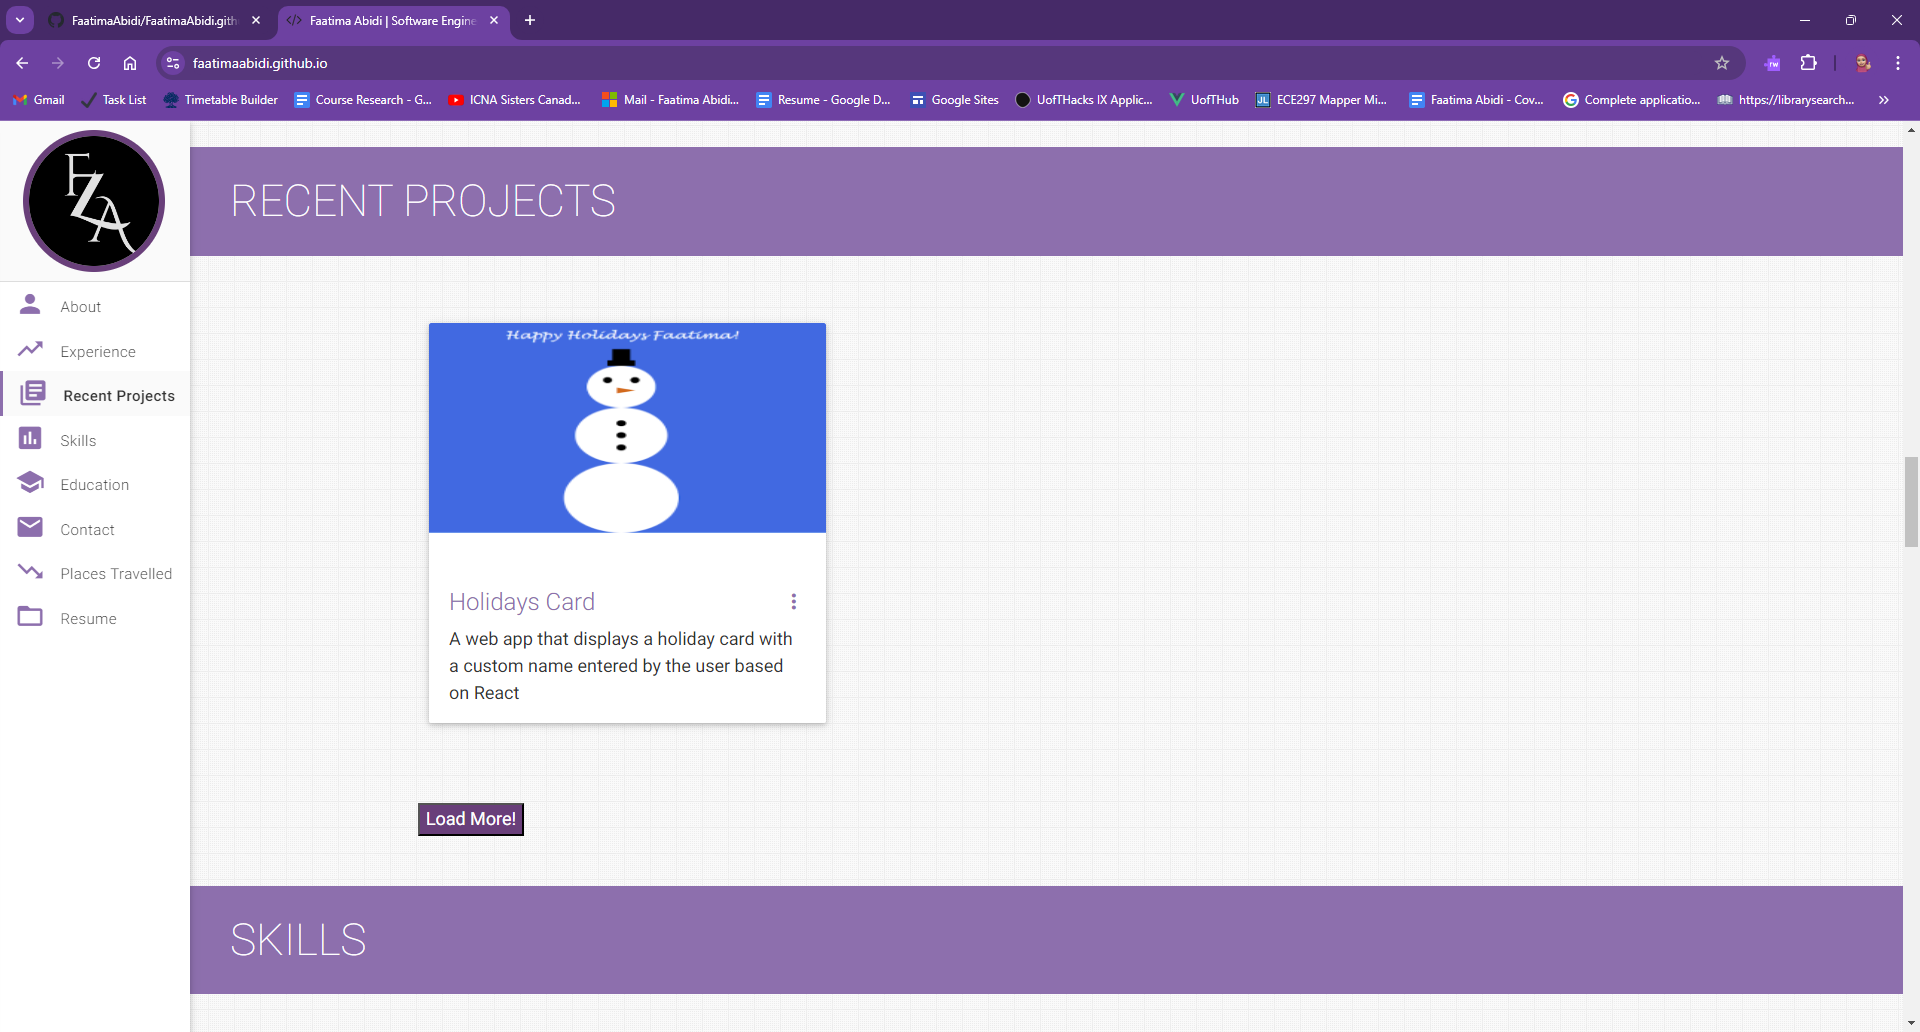 FaatimaAbidi/FaatimaAbidi.gith
Faatima Abidi | Software Engine
faatimaabidi.github.io
Gmail
Task List
Timetable Builder
Course Research - G...
ICNA Sisters Canad...
Mail - Faatima Abidi...
Resume - Google D...
Google Sites
UofTHacks IX Applic...
UofTHub
ECE297 Mapper Mi...
Faatima Abidi - Cov...
Complete applicatio...
https://librarysearch...
FZA
About
Experience
Recent Projects
Skills
Education
Contact
Places Travelled
Resume
RECENT PROJECTS
Happy Holidays Faatima!
Holidays Card
A web app that displays a holiday card with
a custom name entered by the user based
on React
Load More!
SKILLS